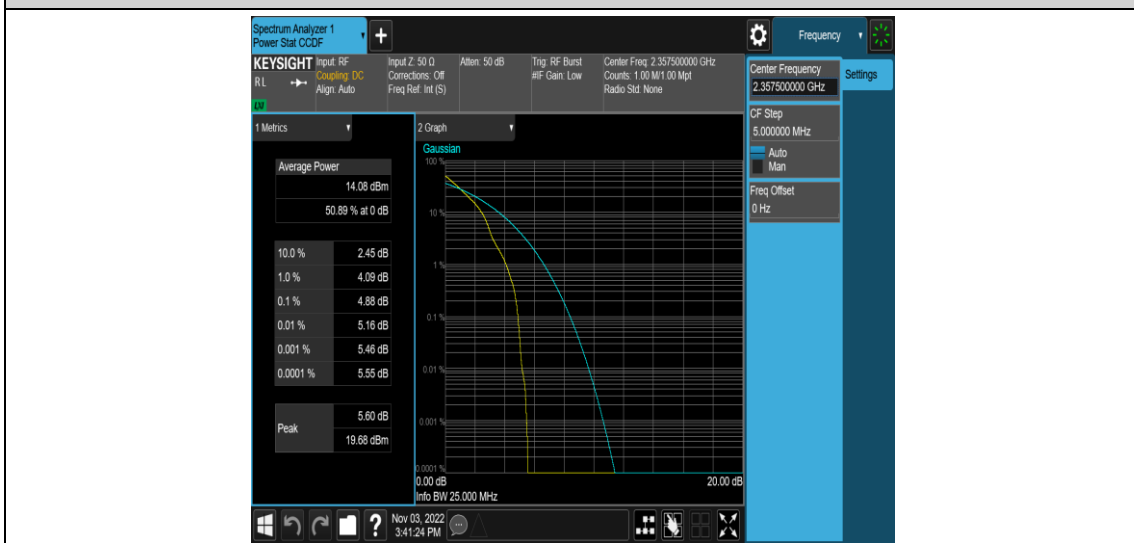 Spectrum Analyzer 1
Power Stat CCDF
+
Frequency
KEYSIGHT
RL
LXI
Input: RF
Coupling: DC
Align: Auto
Input Z: 50 Ω
Corrections: Off
Freq Ref: Int (S)
Atten: 50 dB
Trig: RF Burst
#IF Gain: Low
Center Freq: 2.357500000 GHz
Counts: 1.00 M/1.00 Mpt
Radio Std: None
Center Frequency
2.357500000 GHz
Settings
CF Step
5.000000 MHz
Auto
Man
Freq Offset
0 Hz
1 Metrics
Average Power
14.08 dBm
50.89 % at 0 dB
10.0 % 2.45 dB
1.0 % 4.09 dB
0.1 % 4.88 dB
0.01 % 5.16 dB
0.001 % 5.46 dB
0.0001 % 5.55 dB
Peak
5.60 dB
19.68 dBm
2 Graph
Gaussian
100 %
10 %
1 %
0.1 %
0.01 %
0.001 %
0.0001 %
0.00 dB 20.00 dB
Info BW 25.000 MHz
?
Nov 03, 2022
3:41:24 PM